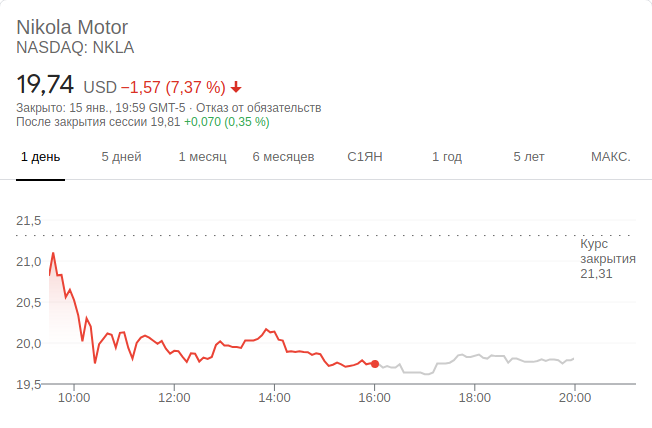 Nikola Motor
NASDAQ: NKLA
19,74 USD −1,57 (7,37 %)
Закрыто: 15 янв., 19:59 GMT-5 · Отказ от обязательств
После закрытия сессии 19,81 +0,070 (0,35 %)
1 день 5 дней 1 месяц 6 месяцев С1ЯН 1 год 5 лет МАКС.
21,5
Курс
закрытия
21,31
21,0
20,5
20,0
19,5
10:00 12:00 14:00 16:00 18:00 20:00